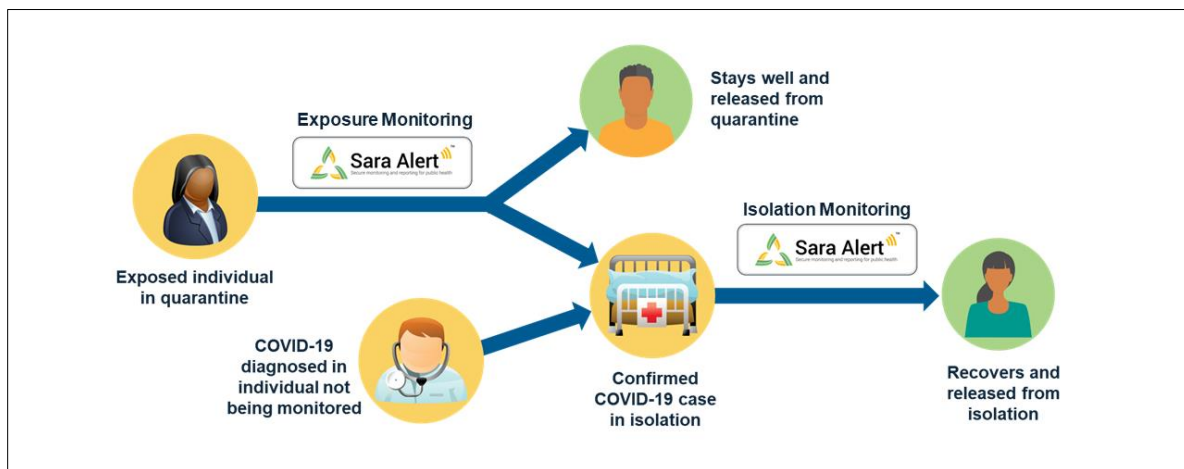 Stays well and
released from
quarantine
Exposure Monitoring
Sara Alert™
Secure monitoring and reporting for public health
Exposed individual
in quarantine
Isolation Monitoring
Sara Alert™
Secure monitoring and reporting for public health
COVID-19
diagnosed in
individual not
being monitored
Confirmed
COVID-19 case
in isolation
Recovers and
released from
isolation